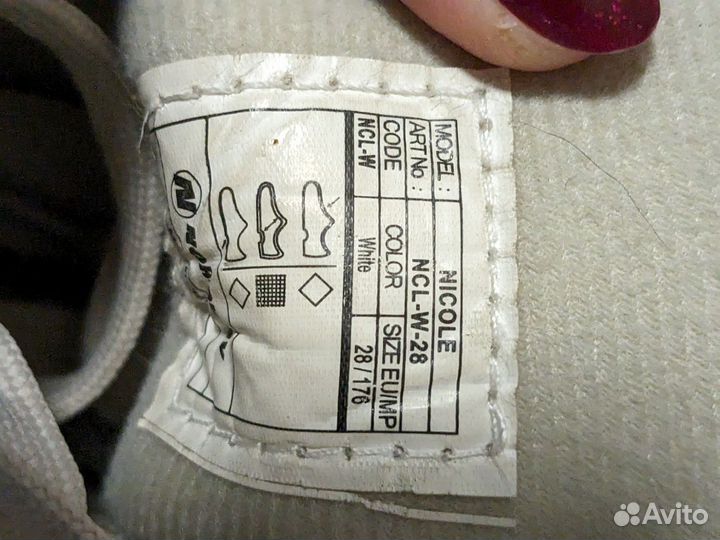 MODEL: NICOLE
ART No: NCL-W-28
CODE COLOR SIZE EU/MP
NCL-W White 28 / 176
Avito